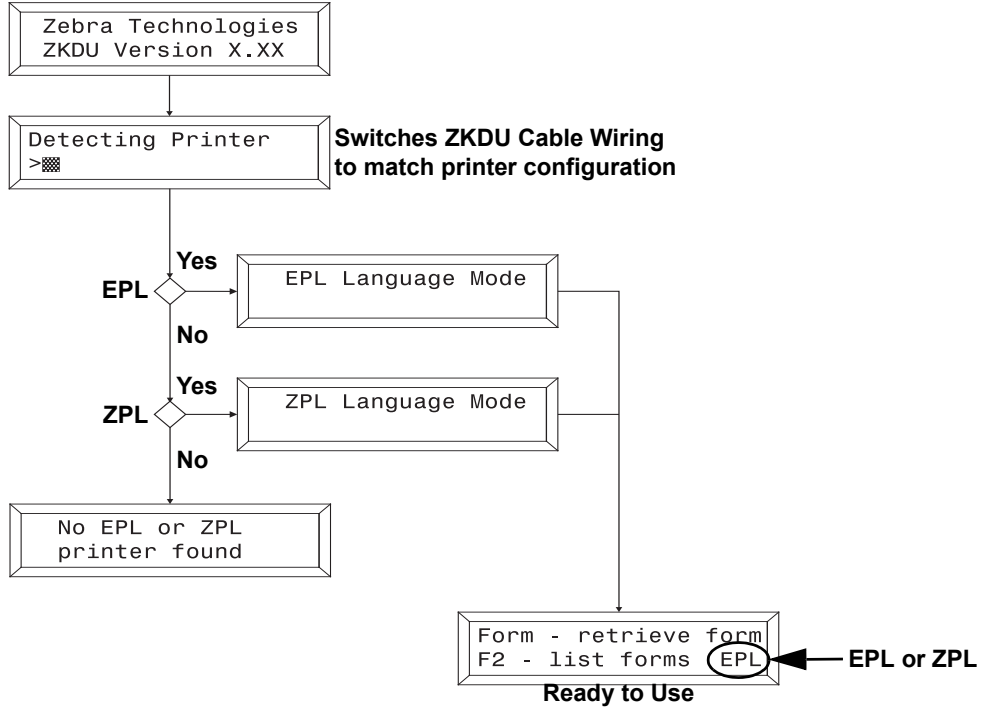 Zebra Technologies
ZKDU Version X.XX
Detecting Printer
>▒
Switches ZKDU Cable Wiring
to match printer configuration
Yes
EPL
EPL Language Mode
No
Yes
ZPL
ZPL Language Mode
No
No EPL or ZPL
printer found
Form - retrieve form
F2 - list forms EPL
EPL or ZPL
Ready to Use